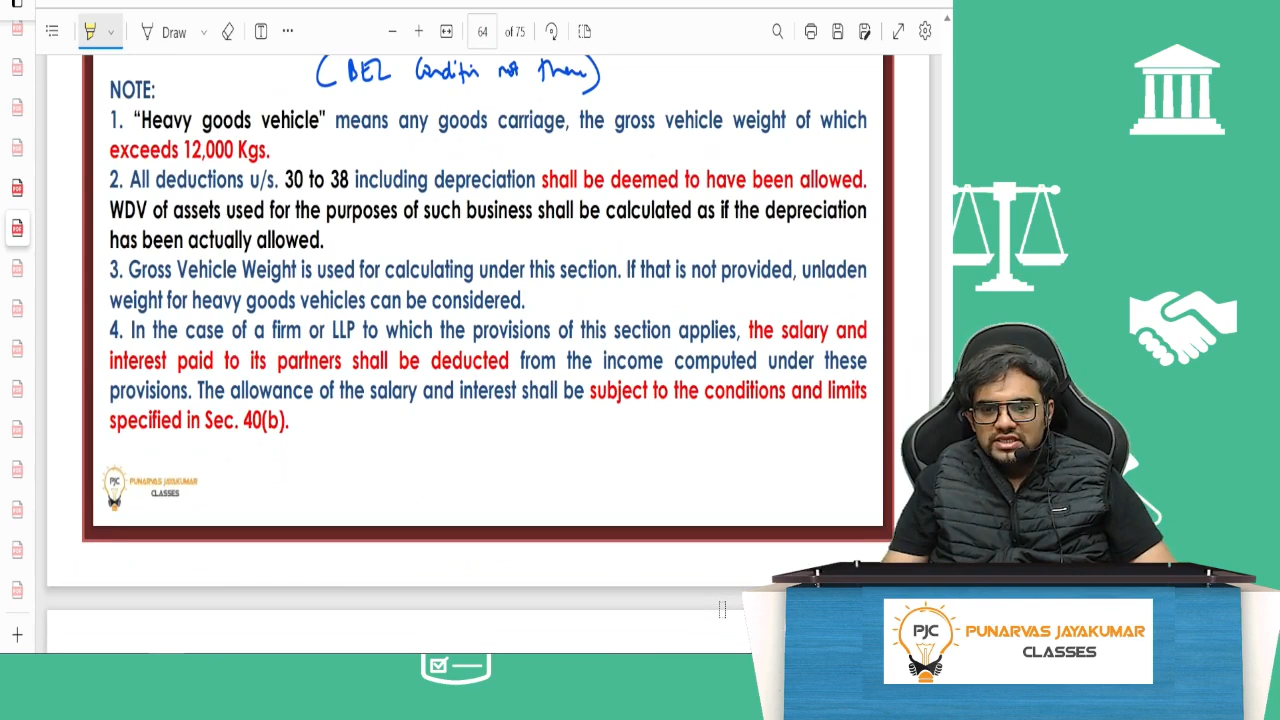 Draw
64 of 75
(BEL Condition not there)
NOTE:
1. “Heavy goods vehicle" means any goods carriage, the gross vehicle weight of which
exceeds 12,000 Kgs.
2. All deductions u/s. 30 to 38 including depreciation shall be deemed to have been allowed.
WDV of assets used for the purposes of such business shall be calculated as if the depreciation
has been actually allowed.
3. Gross Vehicle Weight is used for calculating under this section. If that is not provided, unladen
weight for heavy goods vehicles can be considered.
4. In the case of a firm or LLP to which the provisions of this section applies, the salary and
interest paid to its partners shall be deducted from the income computed under these
provisions. The allowance of the salary and interest shall be subject to the conditions and limits
specified in Sec. 40(b).
PJC
PUNARVAS JAYAKUMAR
CLASSES
PJC
PUNARVAS JAYAKUMAR
CLASSES